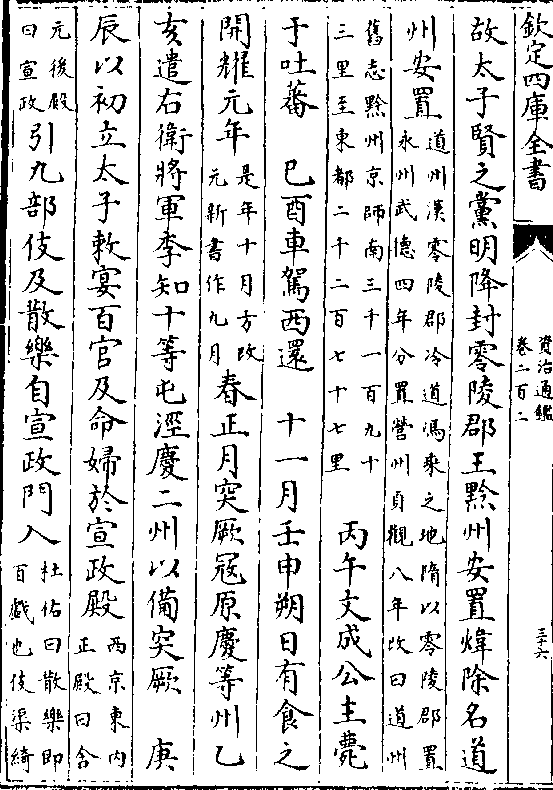 欽定四庫全書
資治通鑑
卷二百二
三十六
故太子賢之黨明降封零陵郡王黔州安置煒除名道
州安置
道州漢零陵郡泠道馮乘之地隋以零陵郡置
永州武德四年分置營州貞觀八年改曰道州
舊志黔州京師南三千一百九十
三里至東都二千二百七十七里
丙午文成公主薨
于吐蕃 己酉車駕西還 十一月壬申朔日有食之
開耀元年
是年十月方改
元新書作九月
春正月突厥寇原慶等州乙
亥遣右衛將軍李知十等屯涇慶二州以備突厥 庚
辰以初立太子敕宴百官及命婦於宣政殿
西京東內
正殿曰含
元後殿
曰宣政
引九部伎及散樂自宣政門入
杜佑曰散樂即
百戲也伎渠綺